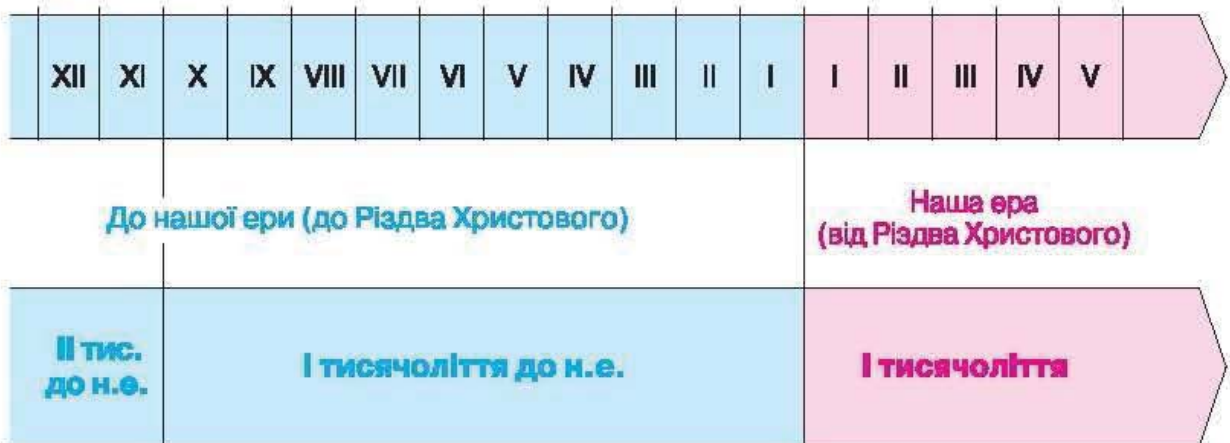 XII XI X IX VIII VII VI V IV III II I I II III IV V
До нашої ери (до Різдва Христового)
Наша ера
(від Різдва Христового)
II тис.
до н.е.
I тисячоліття до н.е.
I тисячоліття